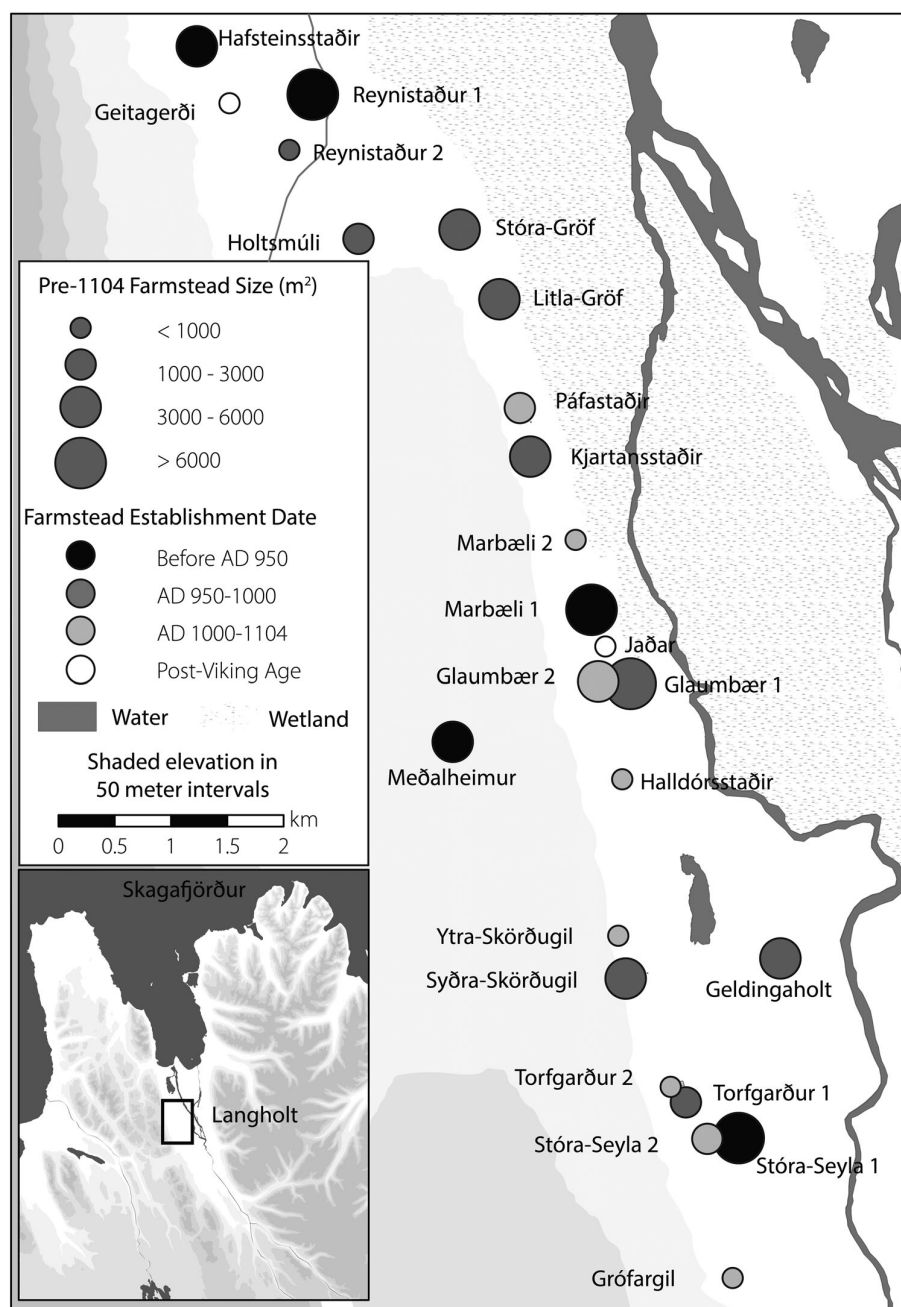 Hafsteinsstaðir
Reynistaður 1
Geitagerði
Reynistaður 2
Stóra-Gröf
Holtsmúli
Litla-Gröf
Páfastaðir
Kjartansstaðir
Marbæli 2
Marbæli 1
Jaðar
Glaumbær 2
Glaumbær 1
Meðalheimur
Halldórsstaðir
Ytra-Skörðugil
Syðra-Skörðugil
Geldingaholt
Torfgarður 2
Torfgarður 1
Stóra-Seyla 2
Stóra-Seyla 1
Grófargil
Pre-1104 Farmstead Size (m²)
< 1000
1000 - 3000
3000 - 6000
> 6000
Farmstead Establishment Date
Before AD 950
AD 950-1000
AD 1000-1104
Post-Viking Age
Water Wetland
Shaded elevation in
50 meter intervals
km
0 0.5 1 1.5 2
Skagafjörður
Langholt